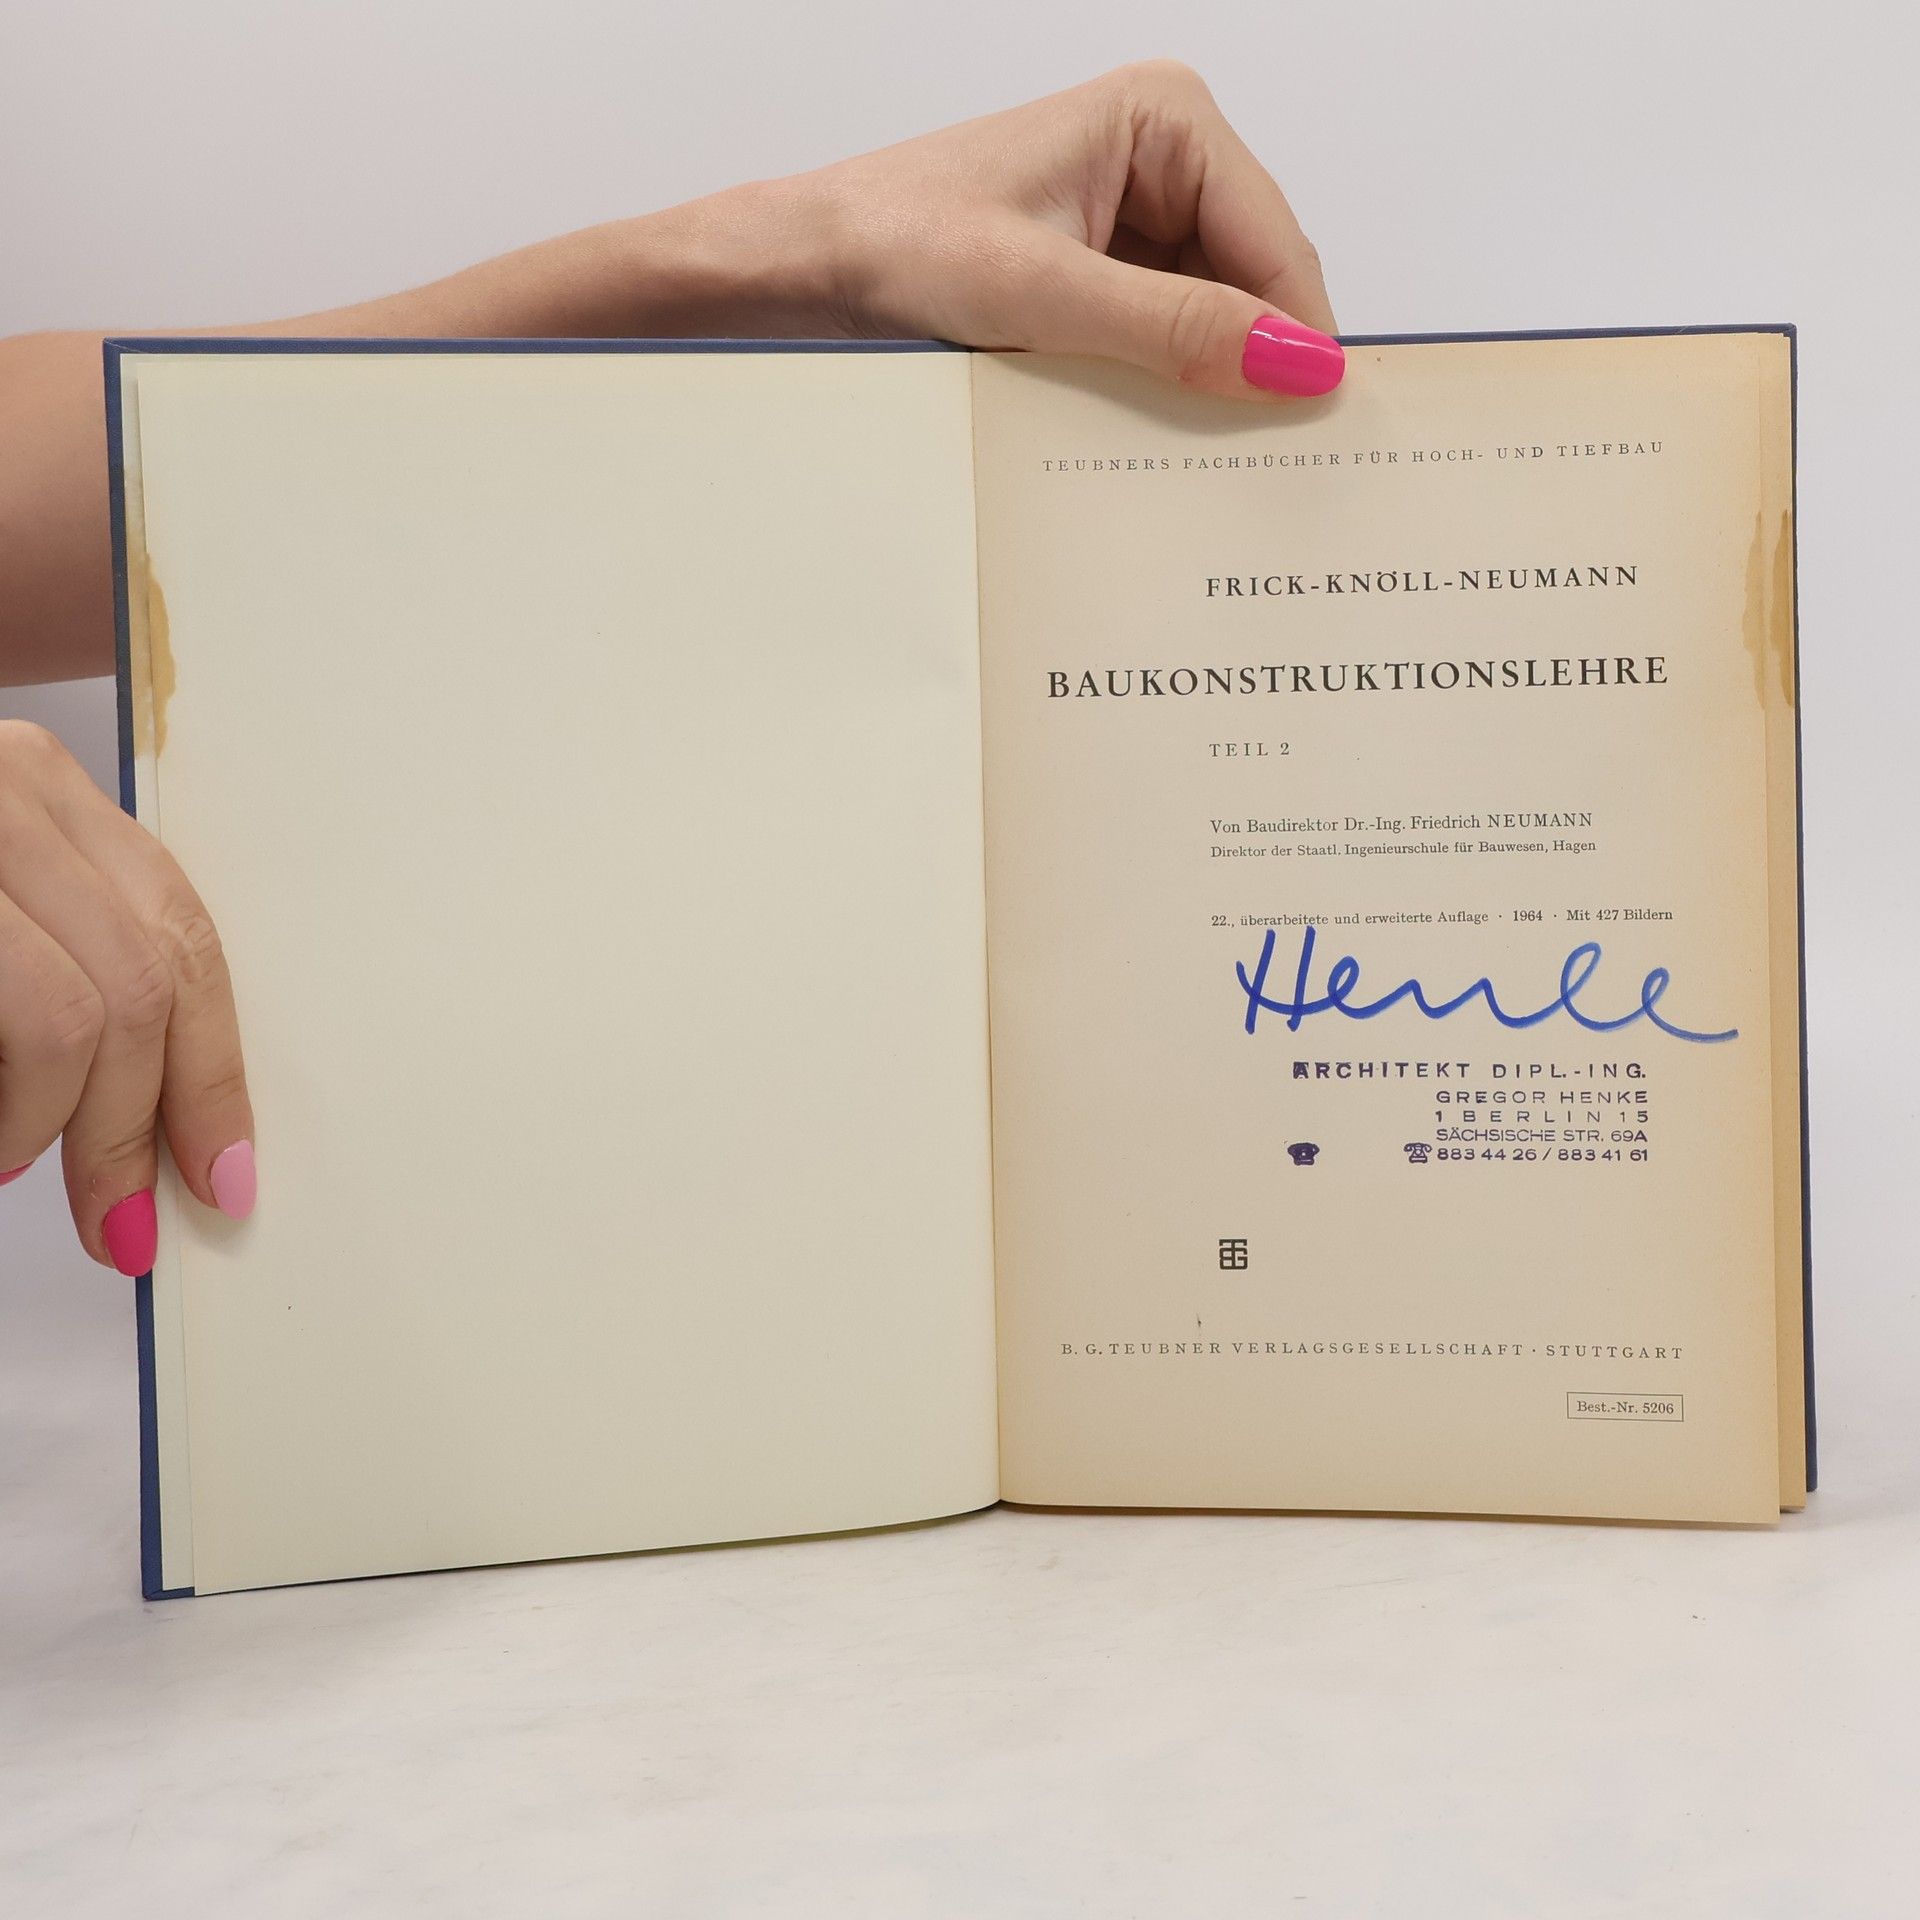 TEUBNERS FACHBÜCHER FÜR HOCH- UND TIEFBAU
FRICK-KNÖLL-NEUMANN
BAUKONSTRUKTIONSLEHRE
TEIL 2
Von Baudirektor Dr.-Ing. Friedrich NEUMANN
Direktor der Staatl. Ingenieurschule für Bauwesen, Hagen
22., überarbeitete und erweiterte Auflage · 1964 · Mit 427 Bildern
Henke
ARCHITEKT DIPL.-ING.
GREGOR HENKE
1 BERLIN 15
SÄCHSISCHE STR. 69A
883 44 26 / 883 41 61
BTG
B. G. TEUBNER VERLAGSGESELLSCHAFT · STUTTGART
Best.-Nr. 5206